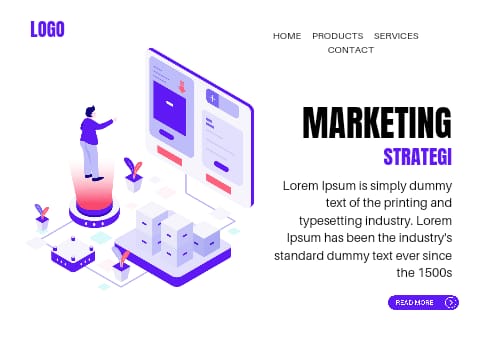 LOGO
HOME PRODUCTS SERVICES
CONTACT
MARKETING
STRATEGI
Lorem Ipsum is simply dummy
text of the printing and
typesetting industry. Lorem
Ipsum has been the industry's
standard dummy text ever since
the 1500s
READ MORE